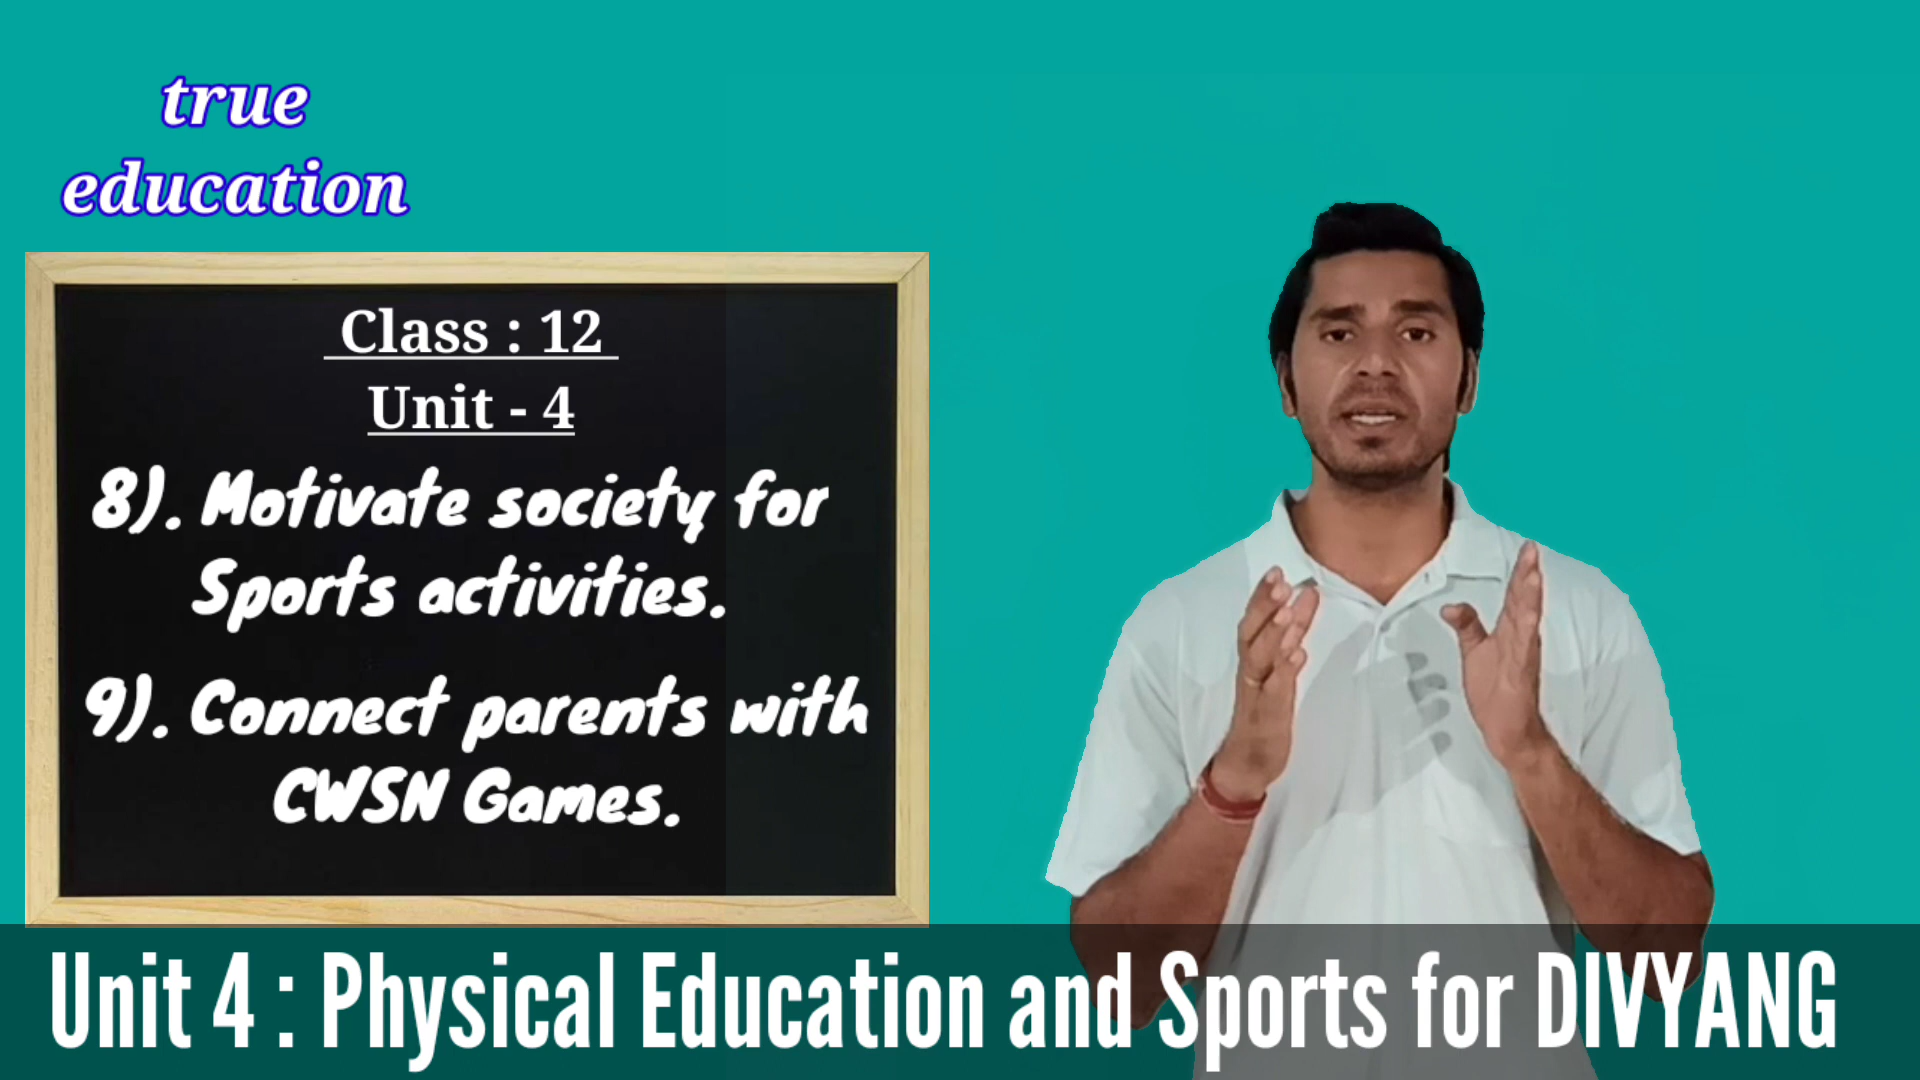 true
education
Class : 12
Unit - 4
8). Motivate society for
Sports activities.
9). Connect parents with
CWSN Games.
Unit 4 : Physical Education and Sports for DIVYANG